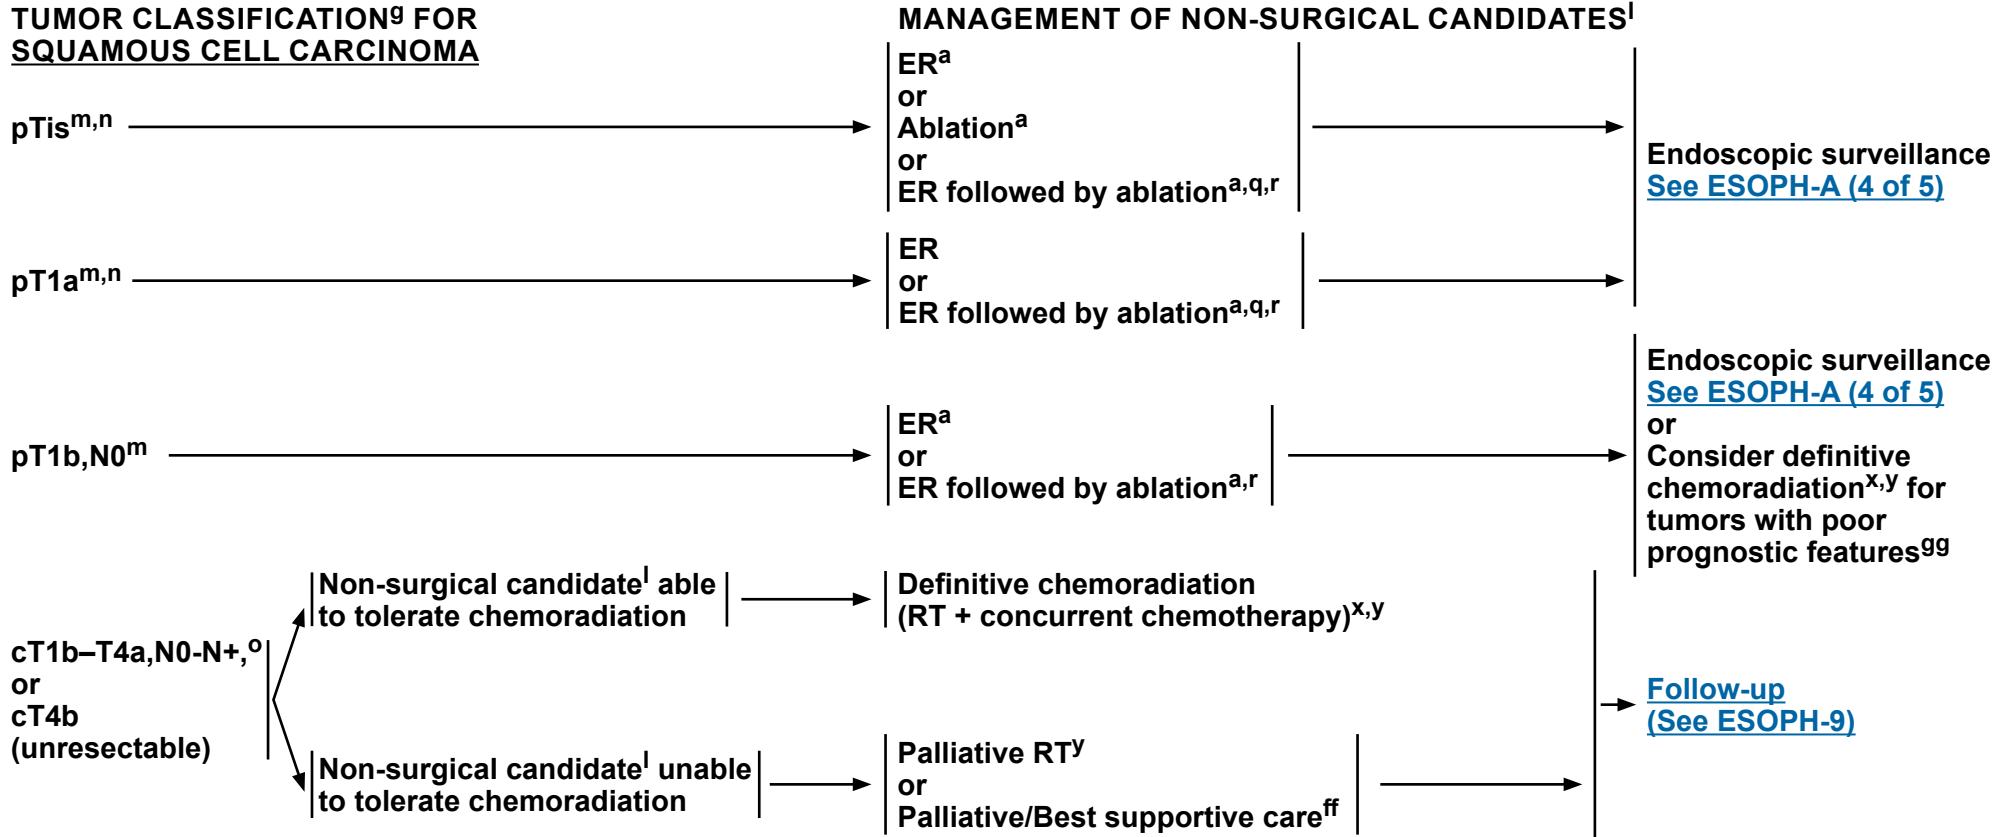 TUMOR CLASSIFICATIONg FOR
SQUAMOUS CELL CARCINOMA
MANAGEMENT OF NON-SURGICAL CANDIDATESl
pTism,n
ERa
or
Ablationa
or
ER followed by ablationa,q,r
Endoscopic surveillance
See ESOPH-A (4 of 5)
pT1am,n
ER
or
ER followed by ablationa,q,r
pT1b,N0m
ERa
or
ER followed by ablationa,r
Endoscopic surveillance
See ESOPH-A (4 of 5)
or
Consider definitive
chemoradiationx,y for
tumors with poor
prognostic featuresgg
cT1b–T4a,N0-N+,o
or
cT4b
(unresectable)
Non-surgical candidatel able
to tolerate chemoradiation
Definitive chemoradiation
(RT + concurrent chemotherapy)x,y
Non-surgical candidatel unable
to tolerate chemoradiation
Palliative RTy
or
Palliative/Best supportive careff
Follow-up
(See ESOPH-9)